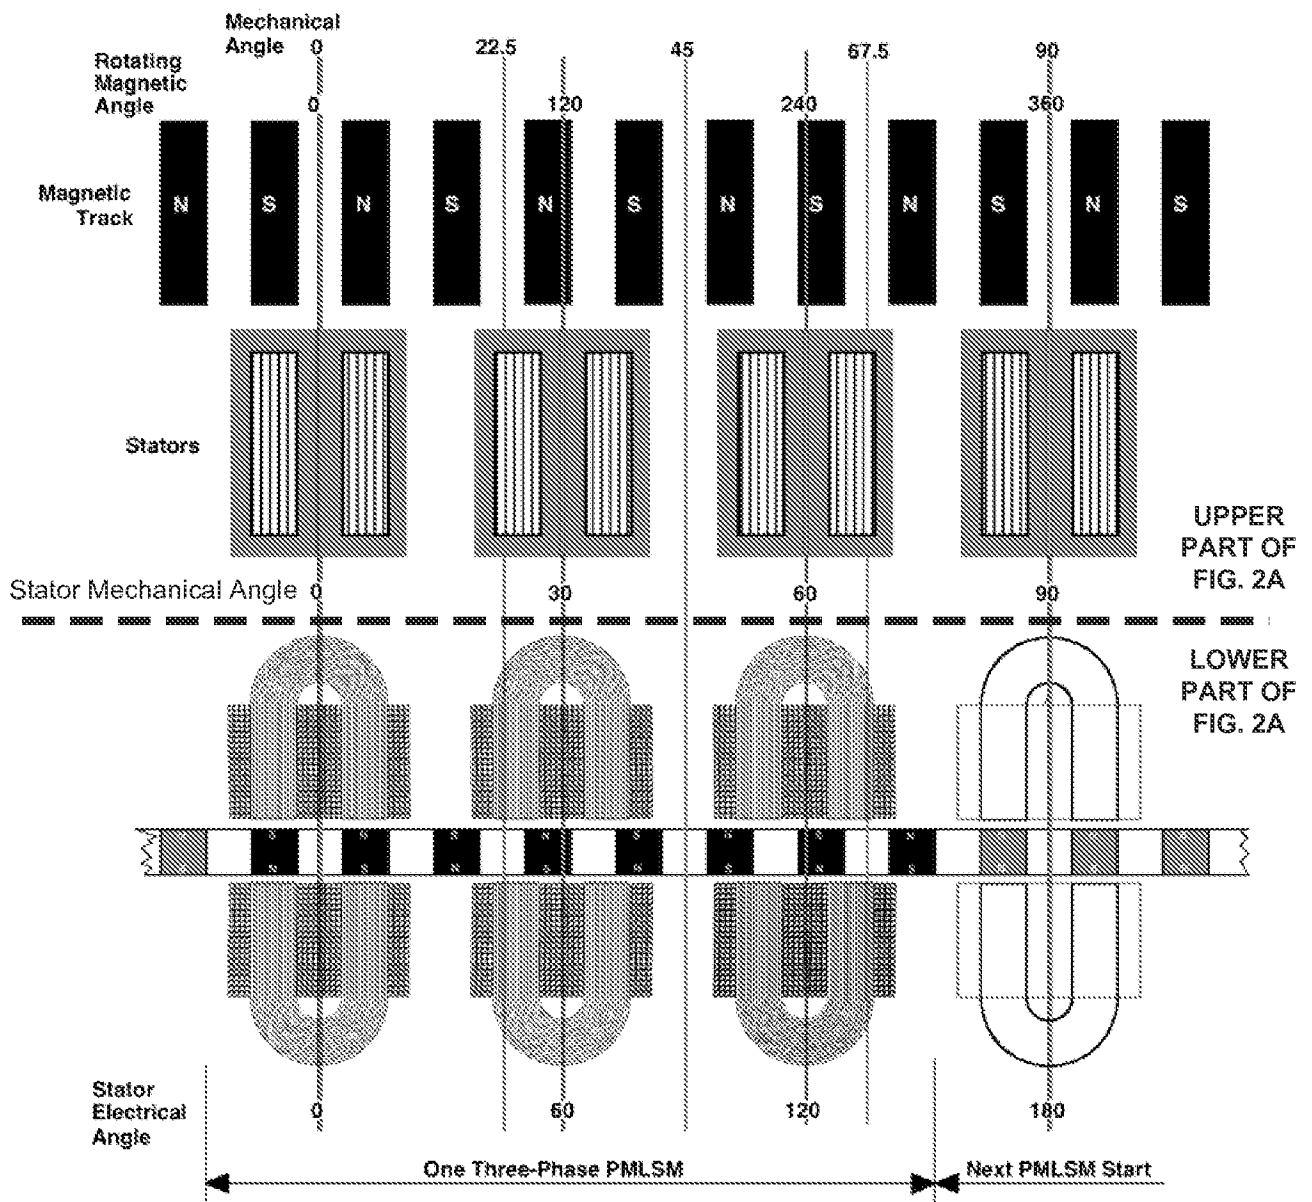 Mechanical
Angle 0 22.5 45 67.5 90
Rotating
Magnetic
Angle 0 120 240 360
Magnetic
Track
N S N S N S N S N S N S
Stators
UPPER
PART OF
FIG. 2A
Stator Mechanical Angle 0 30 60 90
LOWER
PART OF
FIG. 2A
Stator
Electrical
Angle
0 60 120 180
One Three-Phase PMLSM
Next PMLSM Start